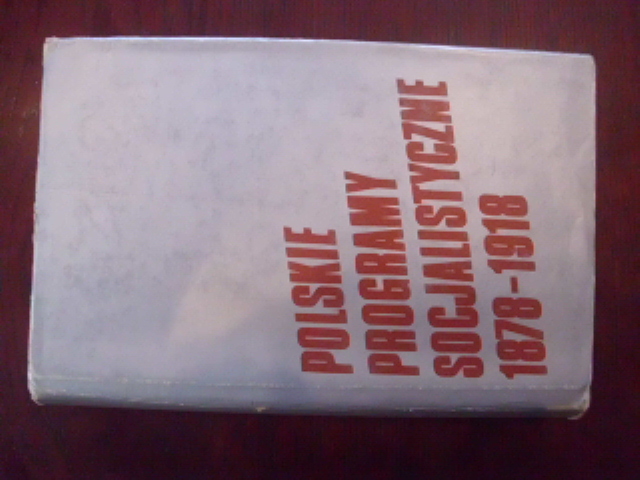 POLSKIE
PROGRAMY
SOCJALISTYCZNE
1878-1918